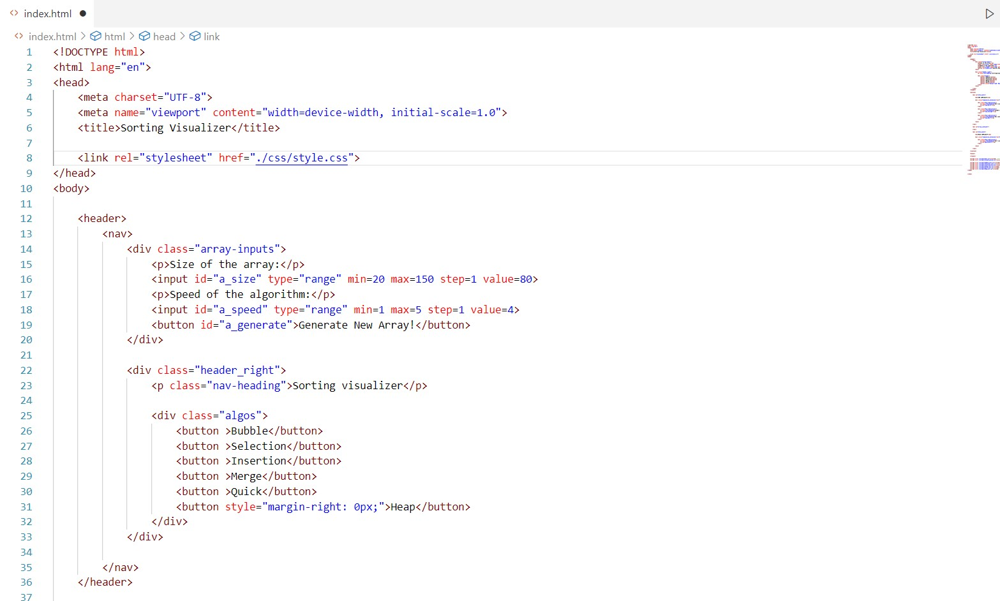 index.html
index.html > html > head > link
1 <!DOCTYPE html>
2 <html lang="en">
3 <head>
4     <meta charset="UTF-8">
5     <meta name="viewport" content="width=device-width, initial-scale=1.0">
6     <title>Sorting Visualizer</title>
7
8     <link rel="stylesheet" href="./css/style.css">
9 </head>
10 <body>
11
12     <header>
13         <nav>
14             <div class="array-inputs">
15                 <p>Size of the array:</p>
16                 <input id="a_size" type="range" min=20 max=150 step=1 value=80>
17                 <p>Speed of the algorithm:</p>
18                 <input id="a_speed" type="range" min=1 max=5 step=1 value=4>
19                 <button id="a_generate">Generate New Array!</button>
20             </div>
21
22             <div class="header_right">
23                 <p class="nav-heading">Sorting visualizer</p>
24
25                 <div class="algos">
26                     <button >Bubble</button>
27                     <button >Selection</button>
28                     <button >Insertion</button>
29                     <button >Merge</button>
30                     <button >Quick</button>
31                     <button style="margin-right: 0px;">Heap</button>
32                 </div>
33             </div>
34
35         </nav>
36     </header>
37